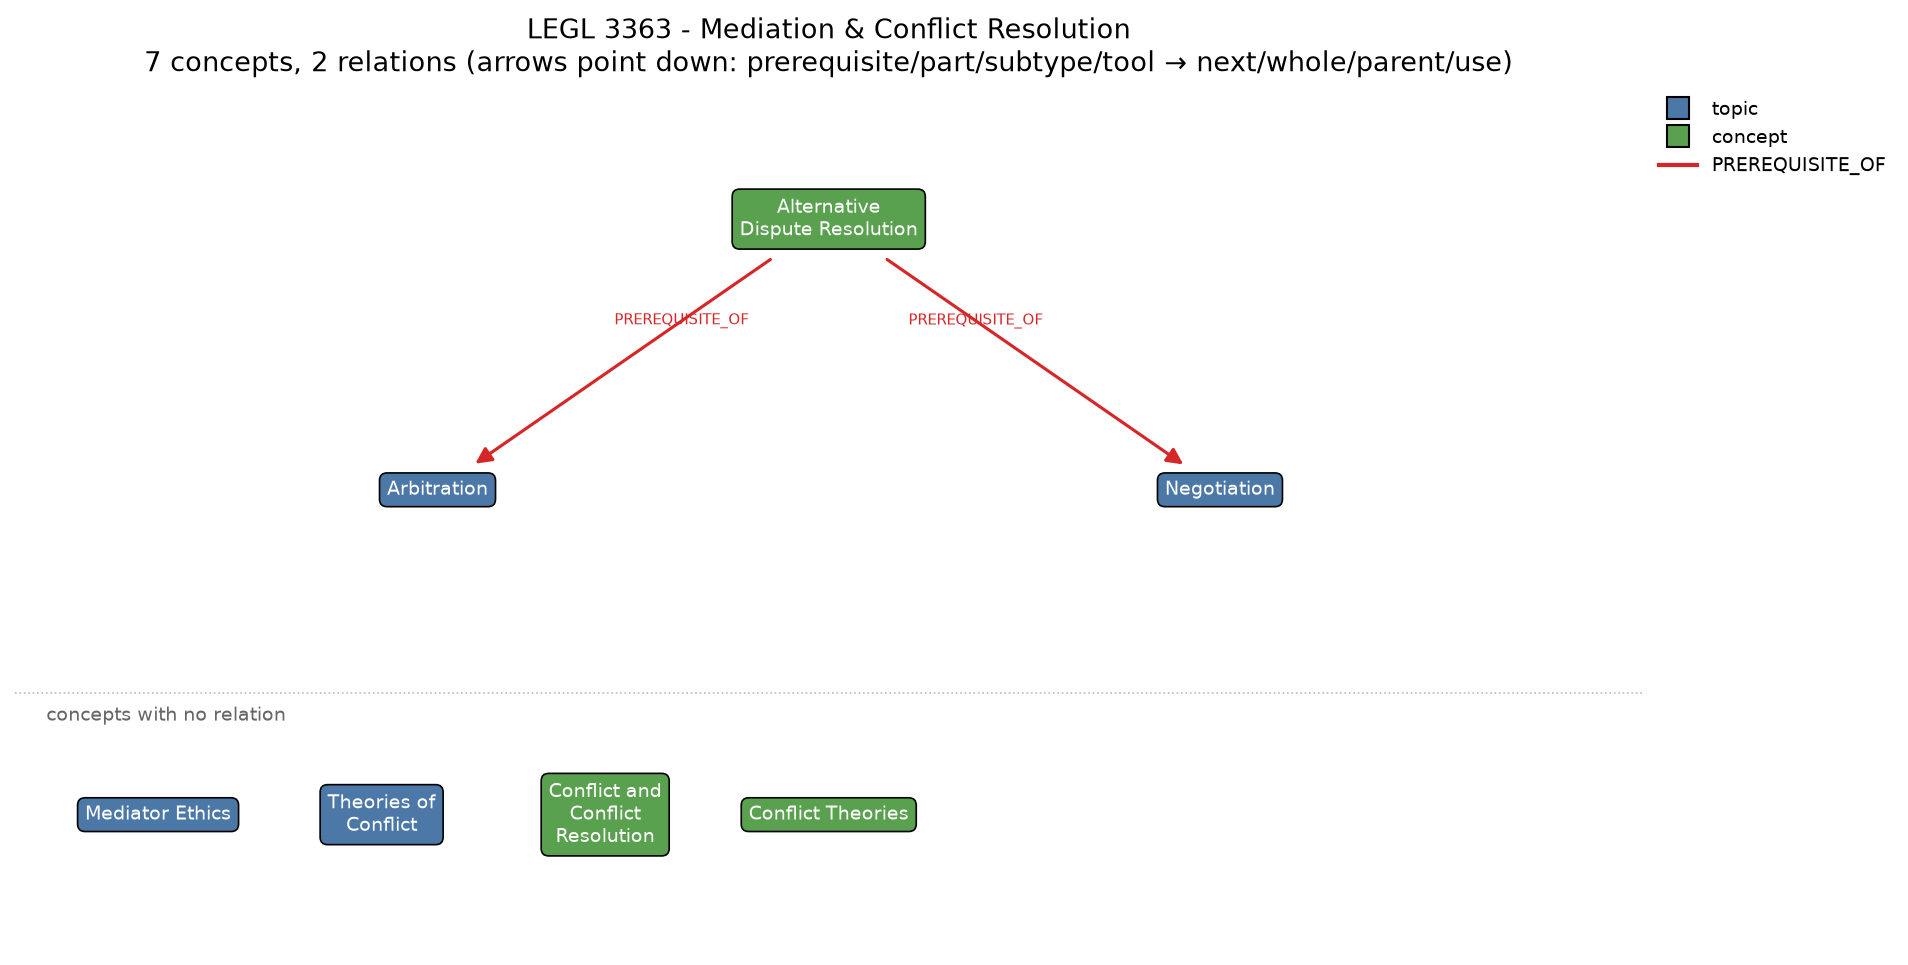 LEGL 3363 - Mediation & Conflict Resolution
7 concepts, 2 relations (arrows point down: prerequisite/part/subtype/tool → next/whole/parent/use)
topic
concept
PREREQUISITE_OF
Alternative
Dispute Resolution
PREREQUISITE_OF
PREREQUISITE_OF
Arbitration
Negotiation
concepts with no relation
Mediator Ethics
Theories of
Conflict
Conflict and
Conflict
Resolution
Conflict Theories